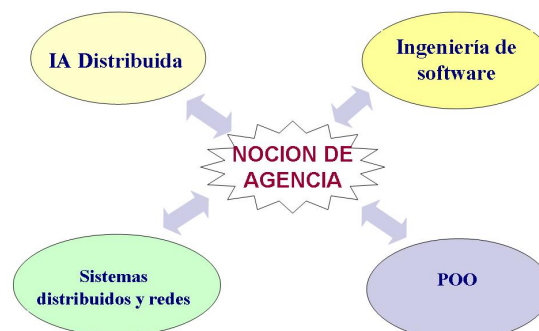 IA Distribuida
Ingeniería de
software
NOCION DE
AGENCIA
Sistemas
distribuidos y redes
POO